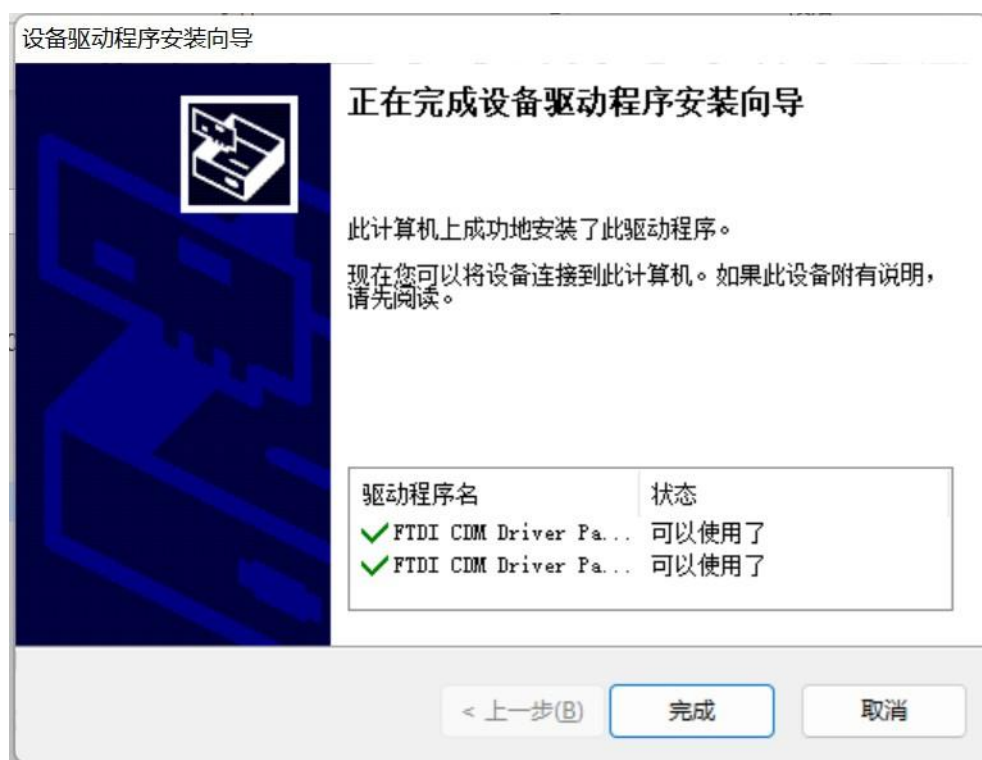 设备驱动程序安装向导
正在完成设备驱动程序安装向导
此计算机上成功地安装了此驱动程序。
现在您可以将设备连接到此计算机。如果此设备附有说明，
请先阅读。
驱动程序名 状态
FTDI CDM Driver Pa... 可以使用了
FTDI CDM Driver Pa... 可以使用了
< 上一步(B) 完成 取消